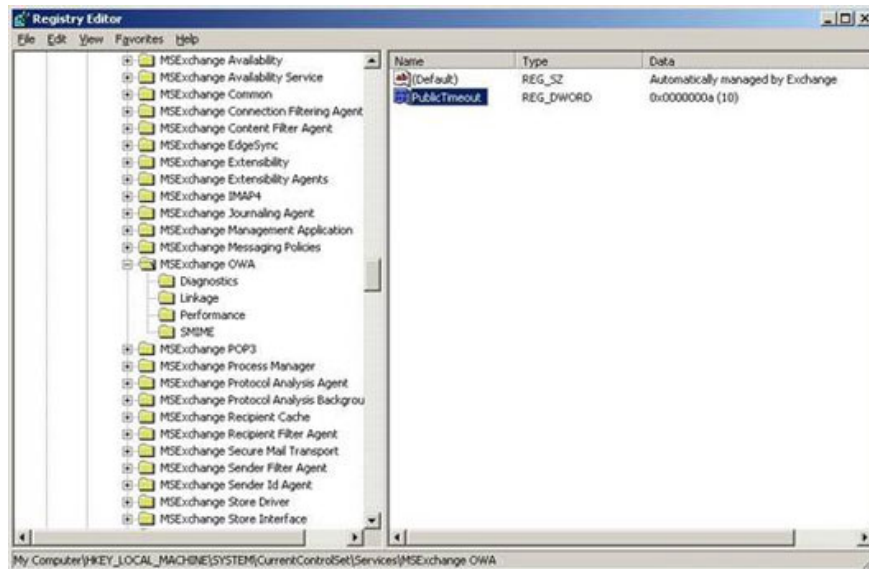 Registry Editor
File Edit View Favorites Help
MSExchange Availability
MSExchange Availability Service
MSExchange Common
MSExchange Connection Filtering Agent
MSExchange Content Filter Agent
MSExchange EdgeSync
MSExchange Extensibility
MSExchange Extensibility Agents
MSExchange IMAP4
MSExchange Journaling Agent
MSExchange Management Application
MSExchange Messaging Policies
MSExchange OWA
Diagnostics
Linkage
Performance
SMIME
MSExchange POP3
MSExchange Process Manager
MSExchange Protocol Analysis Agent
MSExchange Protocol Analysis Backgrou
MSExchange Recipient Cache
MSExchange Recipient Filter Agent
MSExchange Secure Mail Transport
MSExchange Sender Filter Agent
MSExchange Sender Id Agent
MSExchange Store Driver
MSExchange Store Interface
Name Type Data
(Default) REG_SZ Automatically managed by Exchange
PublicTimeout REG_DWORD 0x0000000a (10)
My Computer\HKEY_LOCAL_MACHINE\SYSTEM\CurrentControlSet\Services\MSExchange OWA